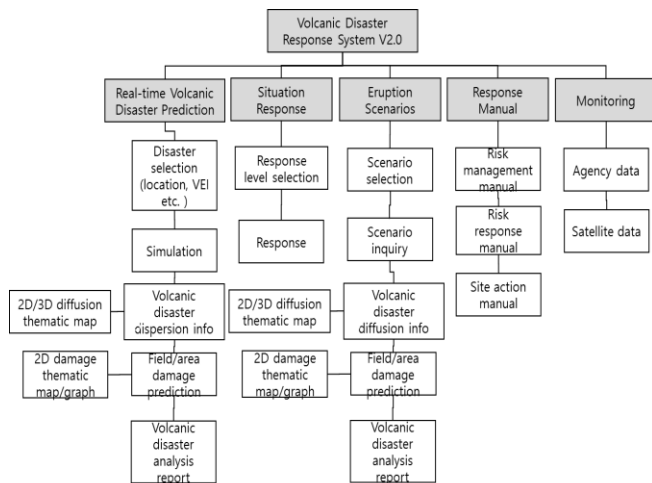 Volcanic Disaster
Response System V2.0
Real-time Volcanic
Disaster Prediction
Situation
Response
Eruption
Scenarios
Response
Manual
Monitoring
Disaster
selection
(location, VEI
etc. )
Response
level selection
Scenario
selection
Risk
management
manual
Agency data
Simulation
Response
Scenario
inquiry
Risk
response
manual
Satellite data
Site action
manual
2D/3D diffusion
thematic map
Volcanic
disaster
dispersion info
2D/3D diffusion
thematic map
Volcanic
disaster
diffusion info
2D damage
thematic
map/graph
Field/area
damage
prediction
2D damage
thematic
map/graph
Field/area
damage
prediction
Volcanic
disaster
analysis
report
Volcanic
disaster
analysis
report